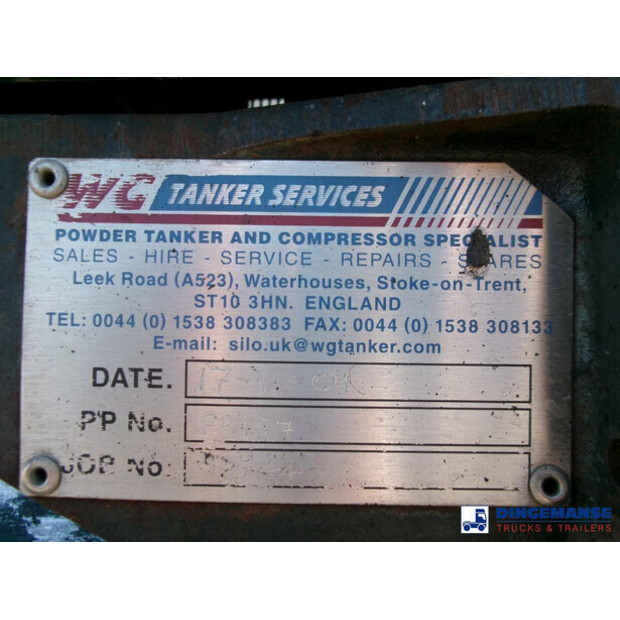 WG TANKER SERVICES
POWDER TANKER AND COMPRESSOR SPECIALIST
SALES - HIRE - SERVICE - REPAIRS - SPARES
Leek Road (A523), Waterhouses, Stoke-on-Trent,
ST10 3HN. ENGLAND
TEL: 0044 (0) 1538 308383 FAX: 0044 (0) 1538 308133
E-mail: silo.uk@wgtanker.com
DATE.
PP No.
JOB No.
DINGEMANSE
TRUCKS & TRAILERS